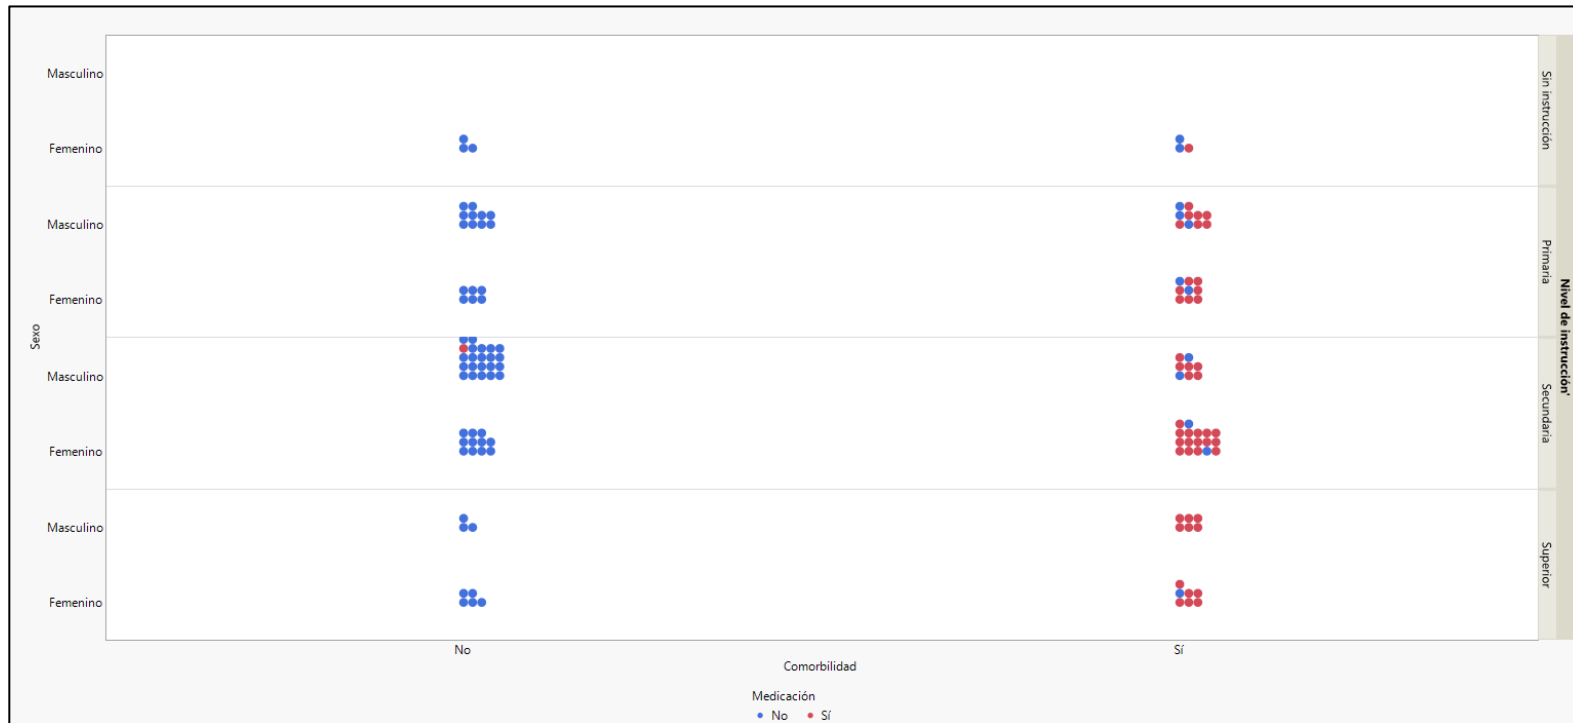 Masculino
Femenino
Sin instrucción
Masculino
Femenino
Primaria
Masculino
Femenino
Secundaria
Masculino
Femenino
Superior
Sexo
Nivel de instrucción'
No
Sí
Comorbilidad
Medicación
No
Sí